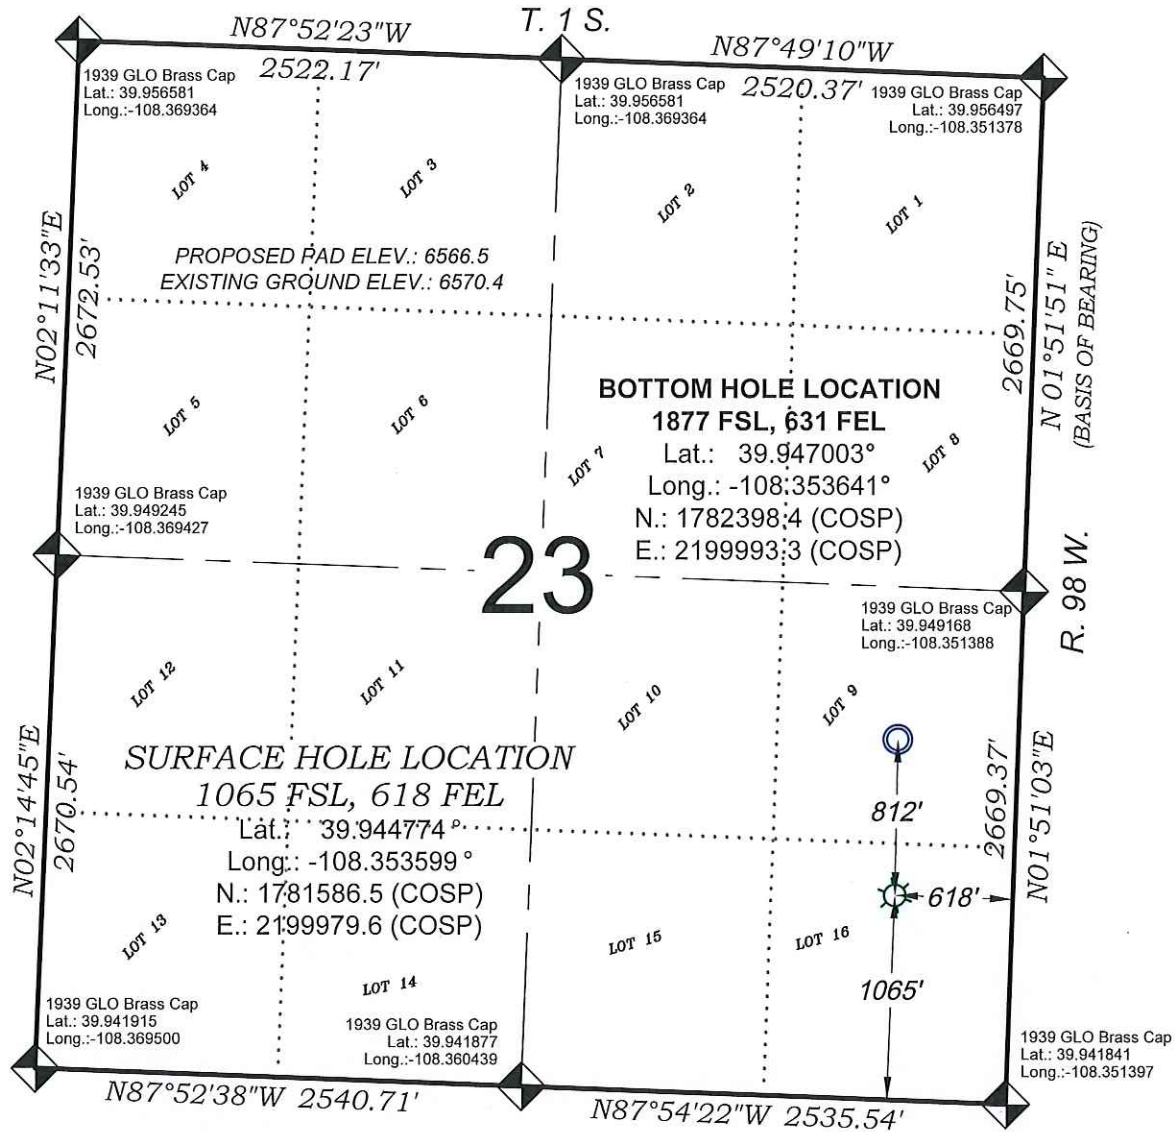 T. 1 S.
N87°52'23"W
2522.17'
N87°49'10"W
2520.37'
1939 GLO Brass Cap
Lat.: 39.956581
Long.:-108.369364
1939 GLO Brass Cap
Lat.: 39.956581
Long.:-108.369364
1939 GLO Brass Cap
Lat.: 39.956497
Long.:-108.351378
LOT 4
LOT 3
LOT 2
LOT 1
N02°11'33"E
2672.53'
PROPOSED PAD ELEV.: 6566.5
EXISTING GROUND ELEV.: 6570.4
2669.75'
N 01°51'51" E
(BASIS OF BEARING)
BOTTOM HOLE LOCATION
1877 FSL, 631 FEL
Lat.: 39.947003°
Long.: -108.353641°
N.: 1782398.4 (COSP)
E.: 2199993.3 (COSP)
LOT 5
LOT 6
LOT 7
LOT 8
1939 GLO Brass Cap
Lat.: 39.949245
Long.:-108.369427
23
R. 98 W.
1939 GLO Brass Cap
Lat.: 39.949168
Long.:-108.351388
LOT 12
LOT 11
LOT 10
LOT 9
N02°14'45"E
2670.54'
SURFACE HOLE LOCATION
1065 FSL, 618 FEL
Lat.: 39.944774°
Long.: -108.353599°
N.: 1781586.5 (COSP)
E.: 2199979.6 (COSP)
812'
2669.37'
N01°51'03"E
618'
LOT 13
LOT 14
LOT 15
LOT 16
1065'
1939 GLO Brass Cap
Lat.: 39.941915
Long.:-108.369500
1939 GLO Brass Cap
Lat.: 39.941877
Long.:-108.360439
1939 GLO Brass Cap
Lat.: 39.941841
Long.:-108.351397
N87°52'38"W 2540.71'
N87°54'22"W 2535.54'